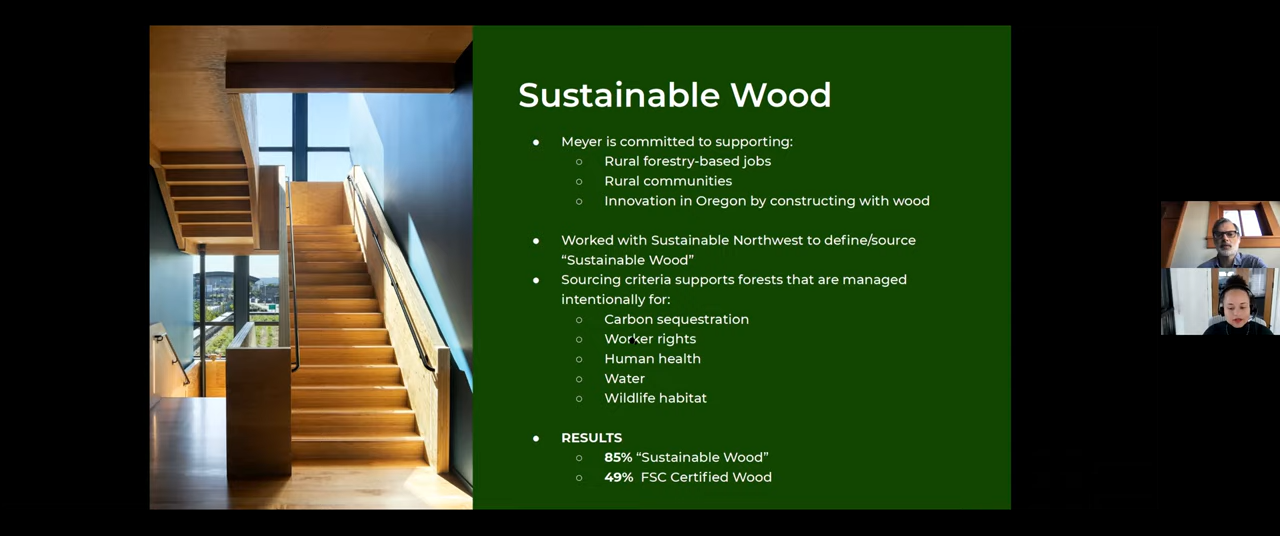 Sustainable Wood
● Meyer is committed to supporting:
○ Rural forestry-based jobs
○ Rural communities
○ Innovation in Oregon by constructing with wood
● Worked with Sustainable Northwest to define/source
“Sustainable Wood”
● Sourcing criteria supports forests that are managed
intentionally for:
○ Carbon sequestration
○ Worker rights
○ Human health
○ Water
○ Wildlife habitat
● RESULTS
○ 85% “Sustainable Wood”
○ 49% FSC Certified Wood